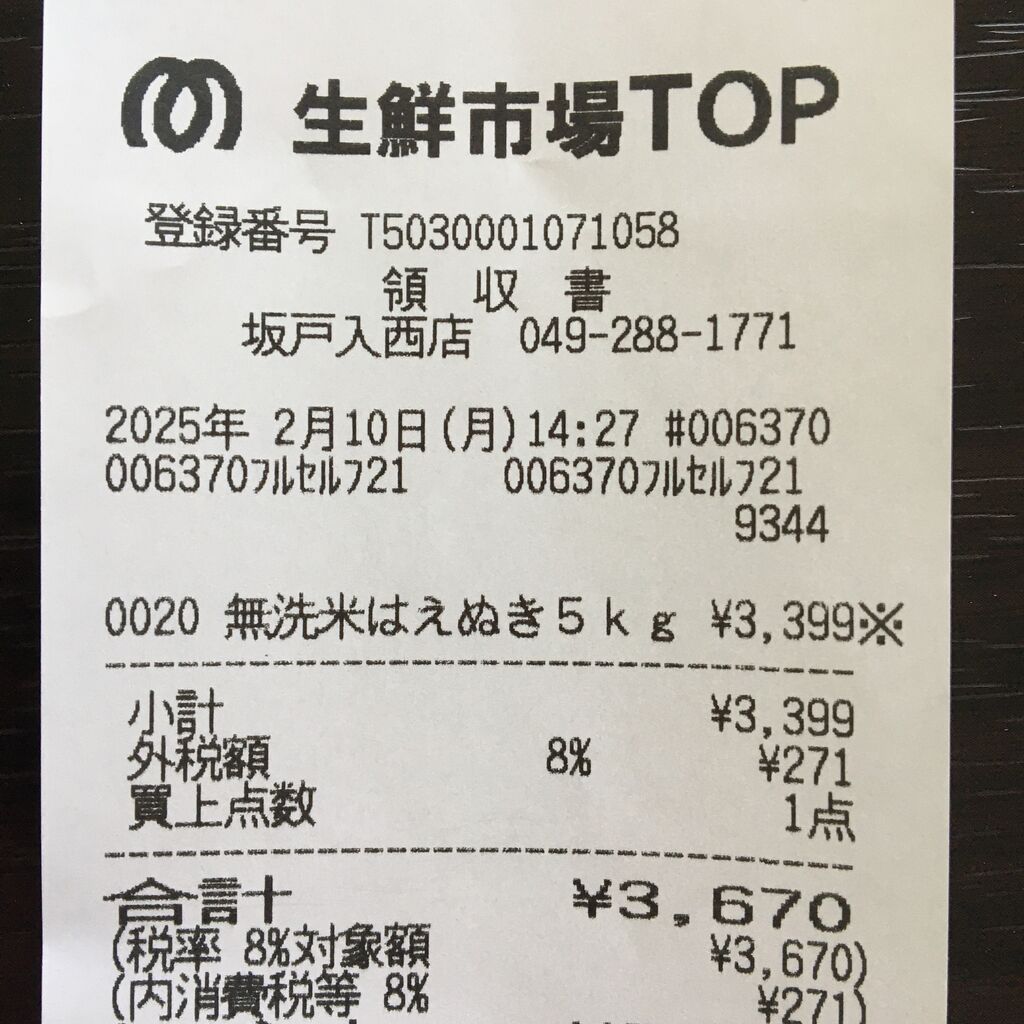 生鮮市場TOP
登録番号 T5030001071058
領 収 書
坂戸入西店 049-288-1771
2025年 2月10日(月)14:27 #006370
006370ﾌﾙｾﾙﾌ21 006370ﾌﾙｾﾙﾌ21
9344
0020 無洗米はえぬき5kg ¥3,399※
小計 ¥3,399
外税額 8% ¥271
買上点数 1点
合計 ¥3,670
(税率 8%対象額 ¥3,670)
(内消費税等 8% ¥271)